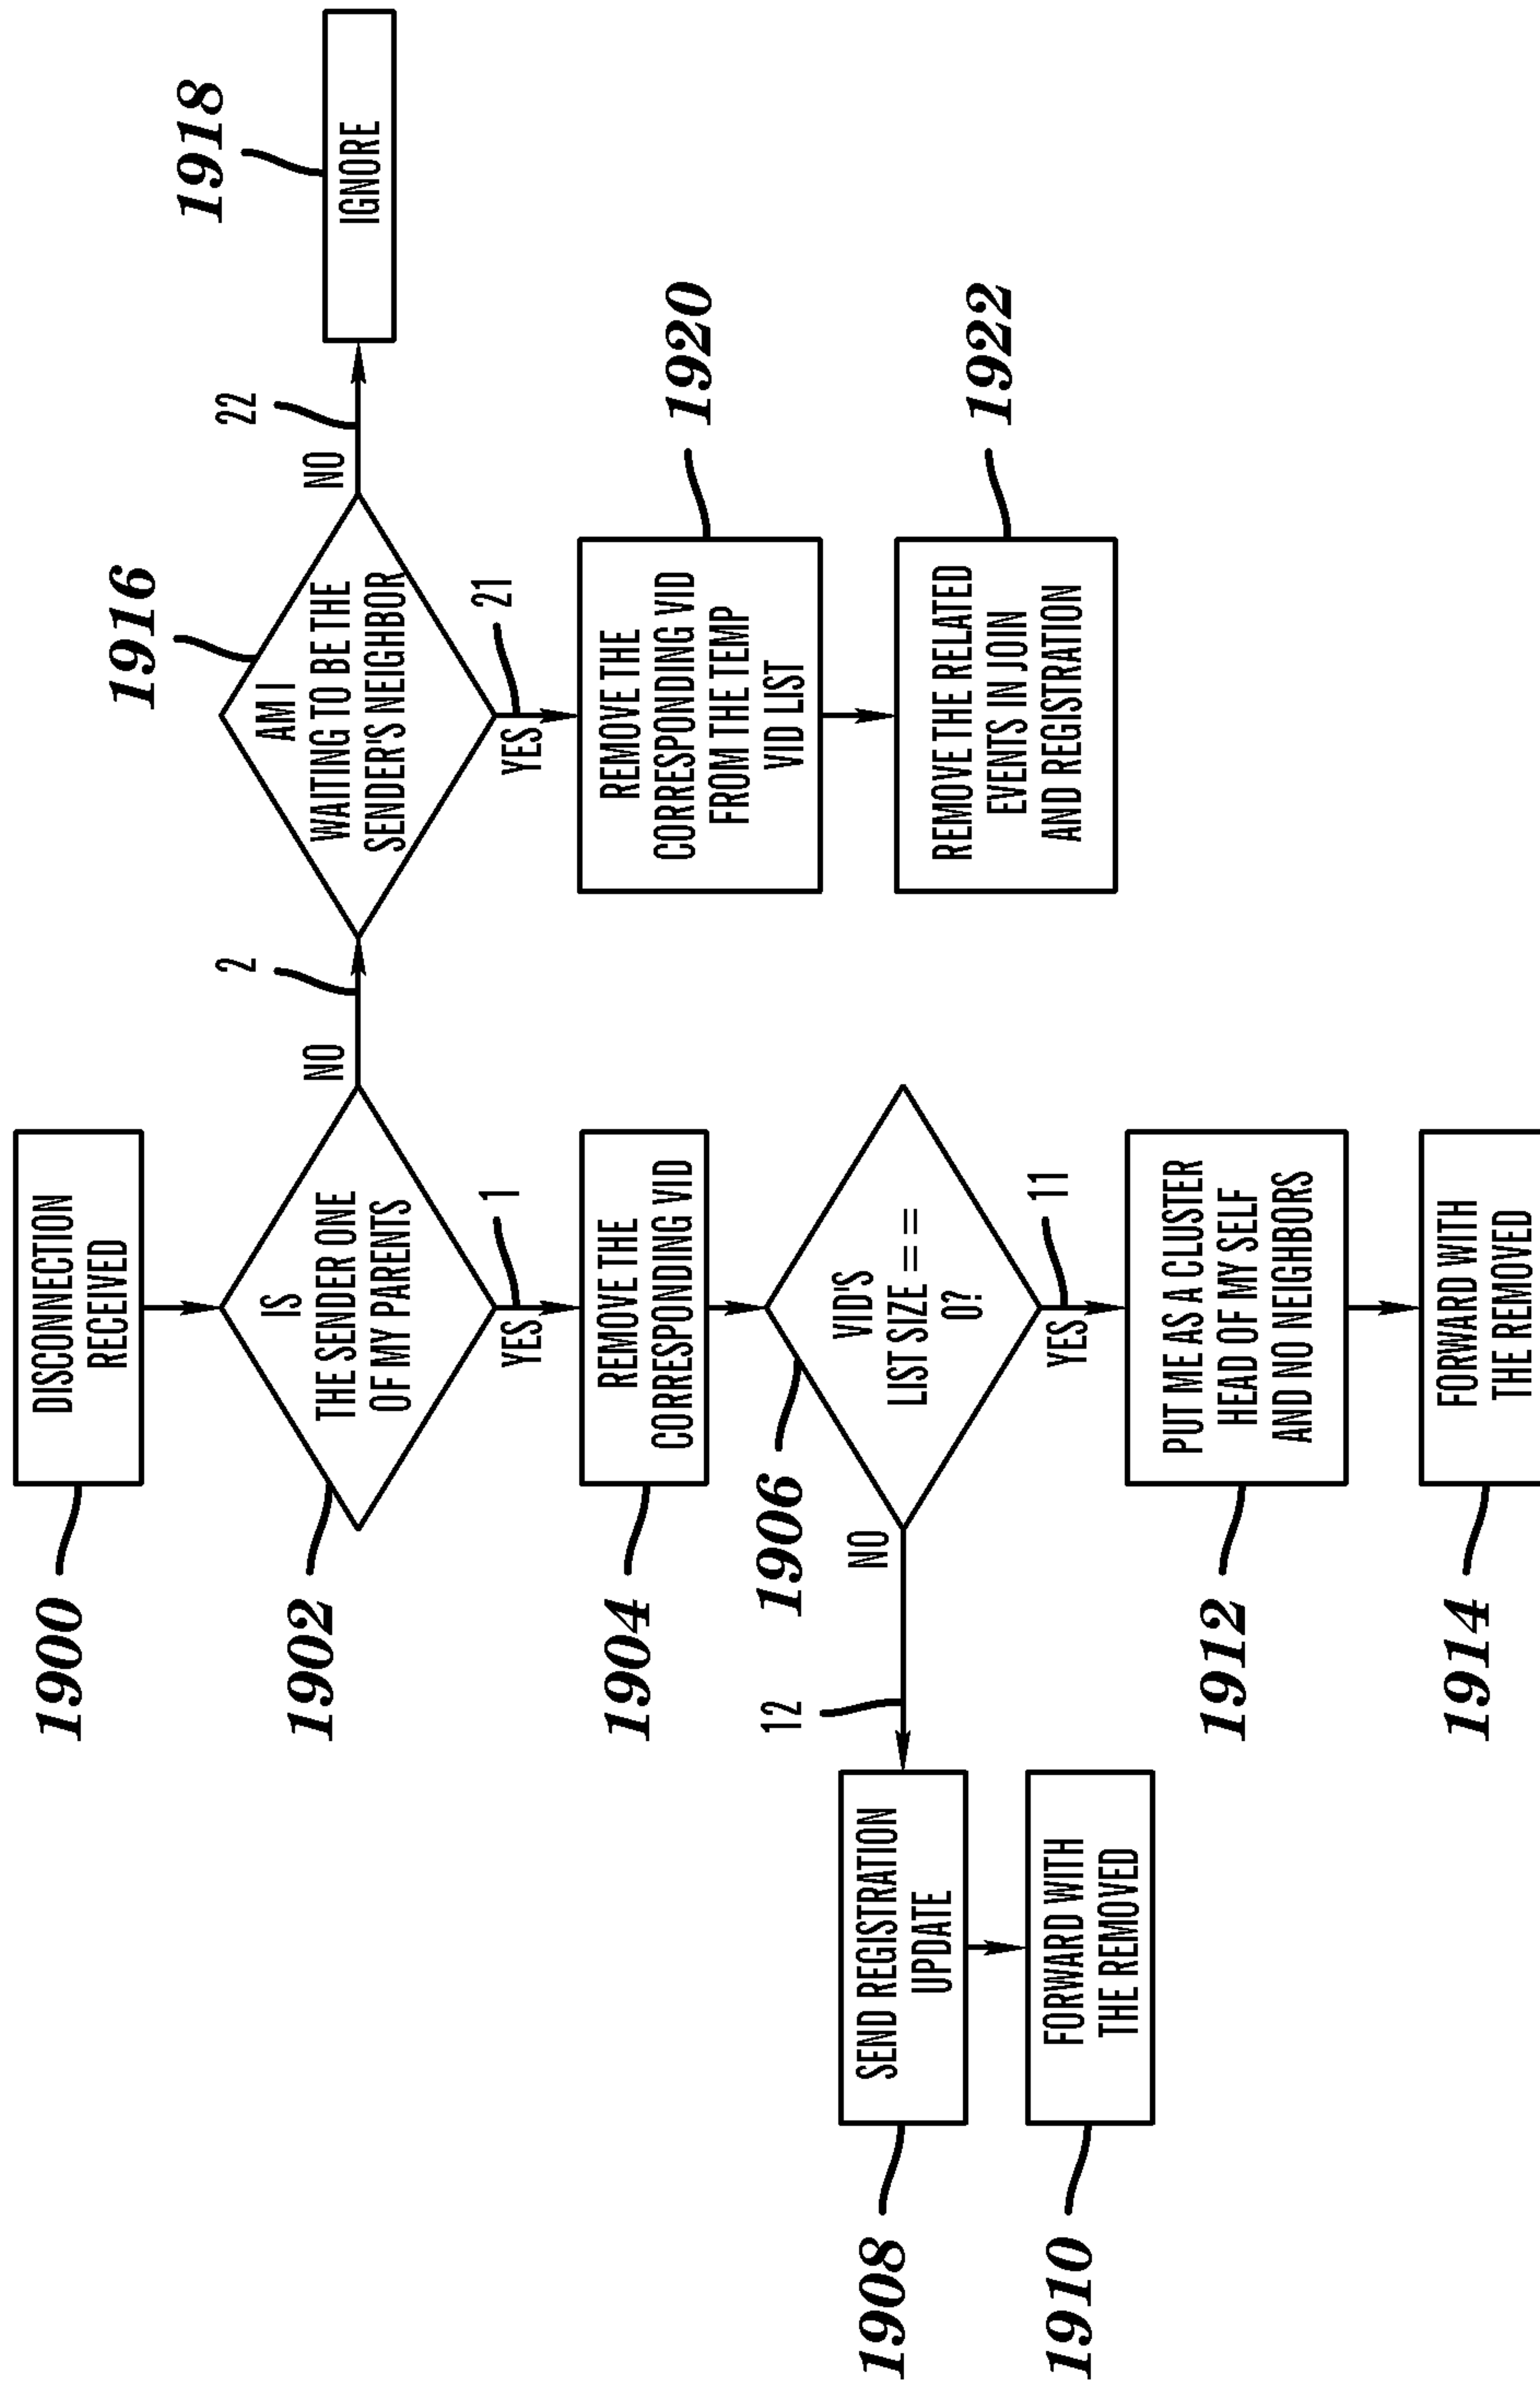 1900
DISCONNECTION
RECEIVED
1902
IS
THE SENDER ONE
OF MY PARENTS
NO
2
1916
AM I
WAITING TO BE THE
SENDER'S NEIGHBOR
NO
22
IGNORE
1918
YES
1
1904
REMOVE THE
CORRESPONDING VID
YES
21
REMOVE THE
CORRESPONDING VID
FROM THE TEMP
VID LIST
1920
1906
VID'S
LIST SIZE = =
0?
NO
12
REMOVE THE RELATED
EVENTS IN JOIN
AND REGISTRATION
1922
1908
SEND REGISTRATION
UPDATE
1910
FORWARD WITH
THE REMOVED
YES
11
1912
PUT ME AS A CLUSTER
HEAD OF MY SELF
AND NO NEIGHBORS
1914
FORWARD WITH
THE REMOVED